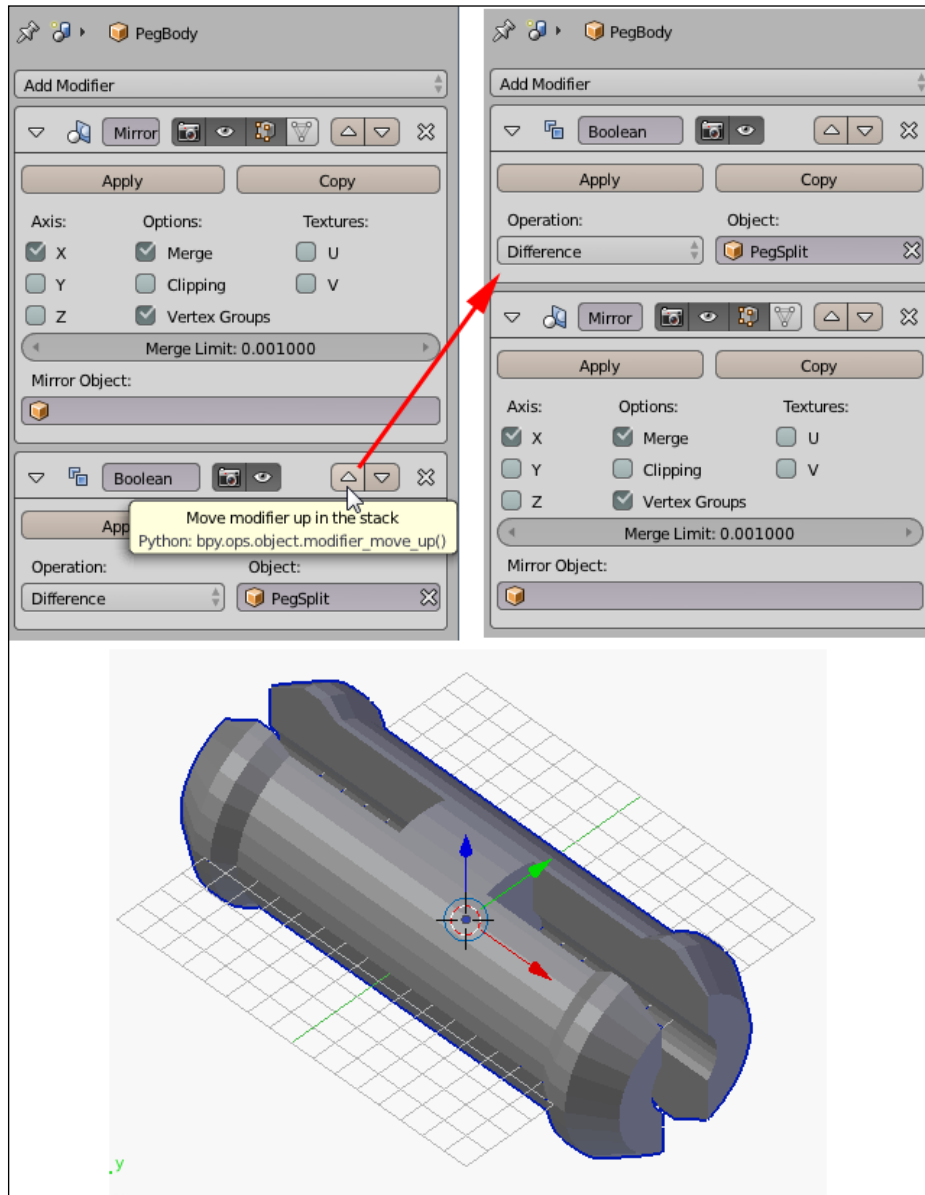 PegBody
Add Modifier
Mirror
Apply Copy
Axis: Options: Textures:
X Merge U
Y Clipping V
Z Vertex Groups
Merge Limit: 0.001000
Mirror Object:
Boolean
App
Move modifier up in the stack
Python: bpy.ops.object.modifier_move_up()
Operation: Object:
Difference PegSplit
PegBody
Add Modifier
Boolean
Apply Copy
Operation: Object:
Difference PegSplit
Mirror
Apply Copy
Axis: Options: Textures:
X Merge U
Y Clipping V
Z Vertex Groups
Merge Limit: 0.001000
Mirror Object:
y